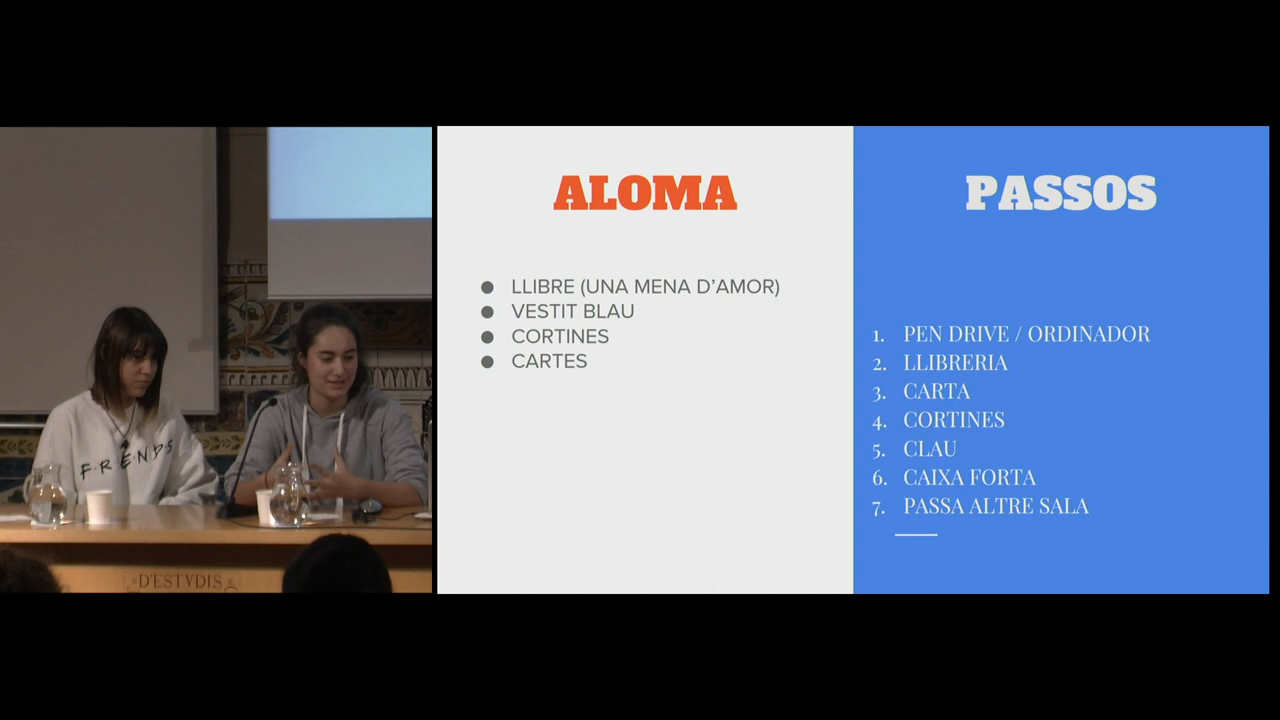 FRIENDS
D'ESTVDIS
ALOMA
● LLIBRE (UNA MENA D'AMOR)
● VESTIT BLAU
● CORTINES
● CARTES
PASSOS
1. PEN DRIVE / ORDINADOR
2. LLIBRERIA
3. CARTA
4. CORTINES
5. CLAU
6. CAIXA FORTA
7. PASSA ALTRE SALA